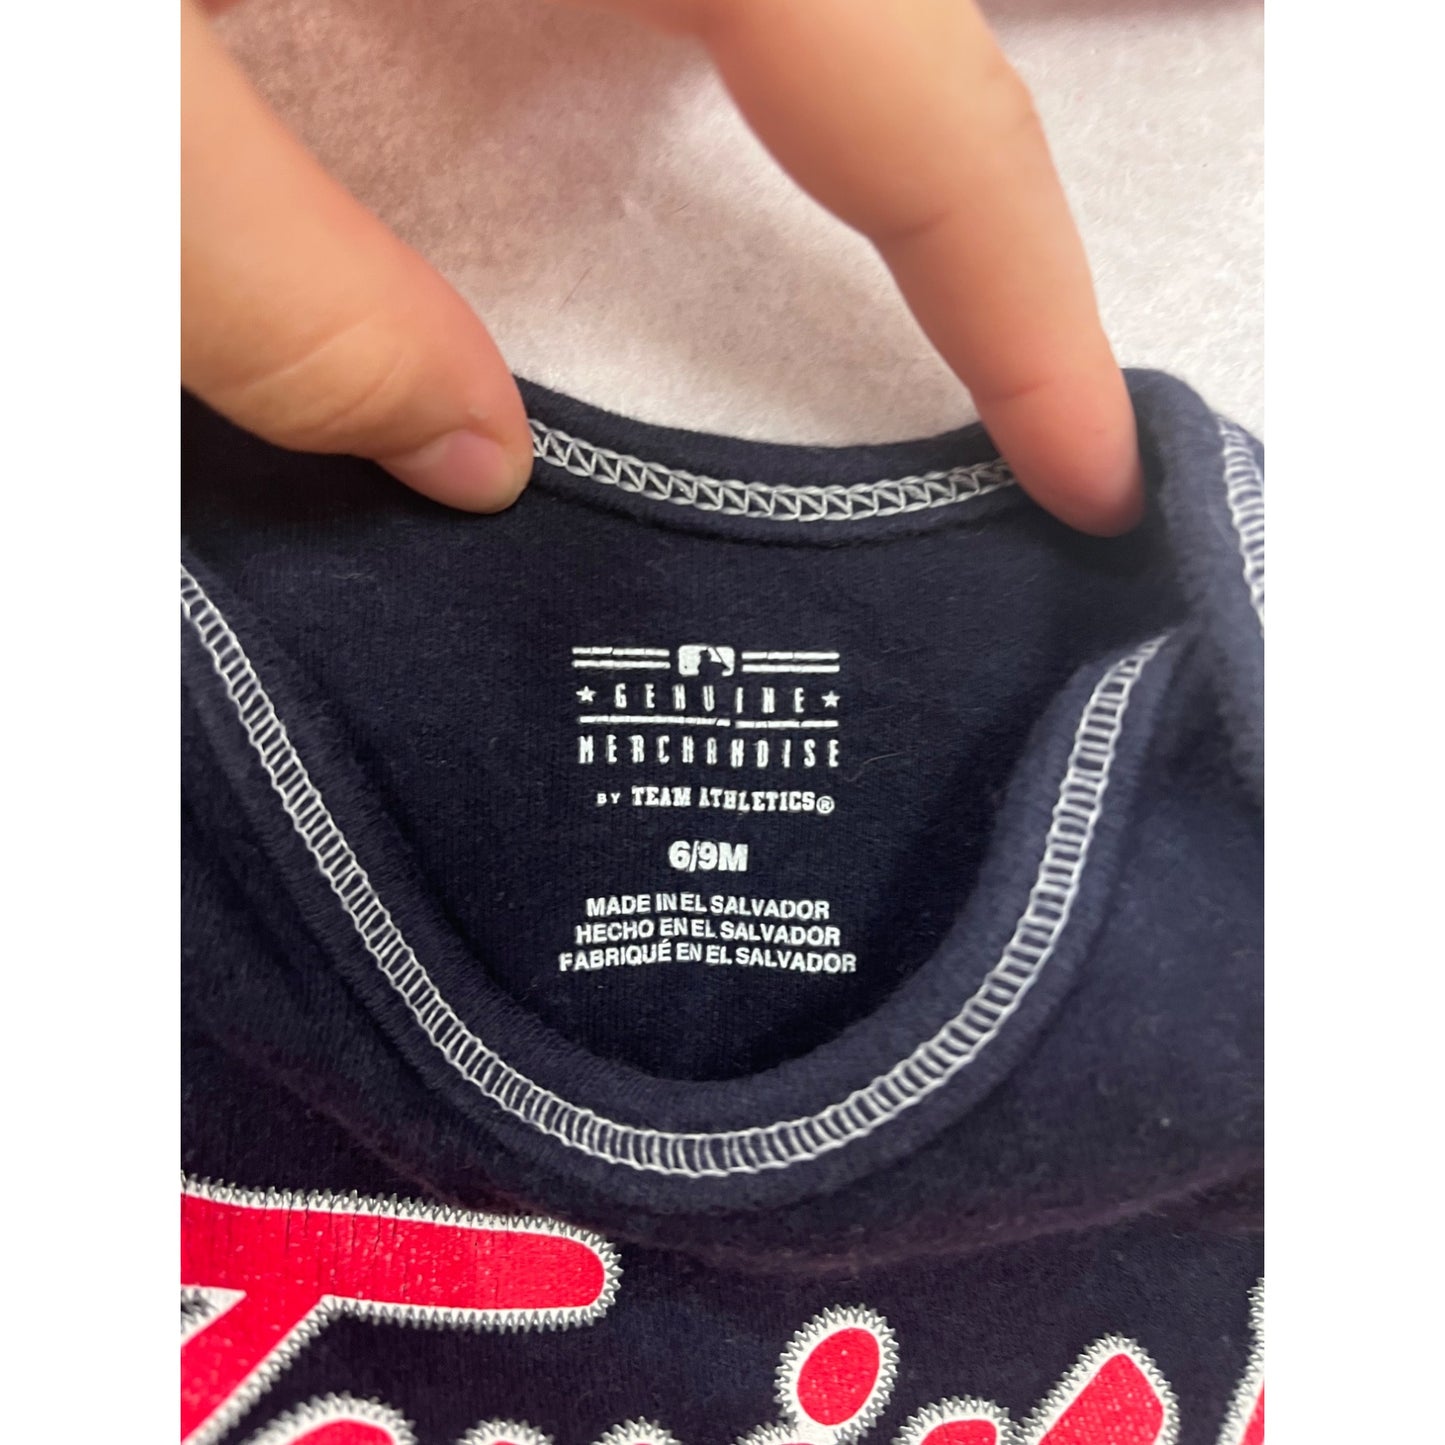 GENUINE
MERCHANDISE
BY TEAM ATHLETICS®
6/9M
MADE IN EL SALVADOR
HECHO EN EL SALVADOR
FABRIQUÉ EN EL SALVADOR